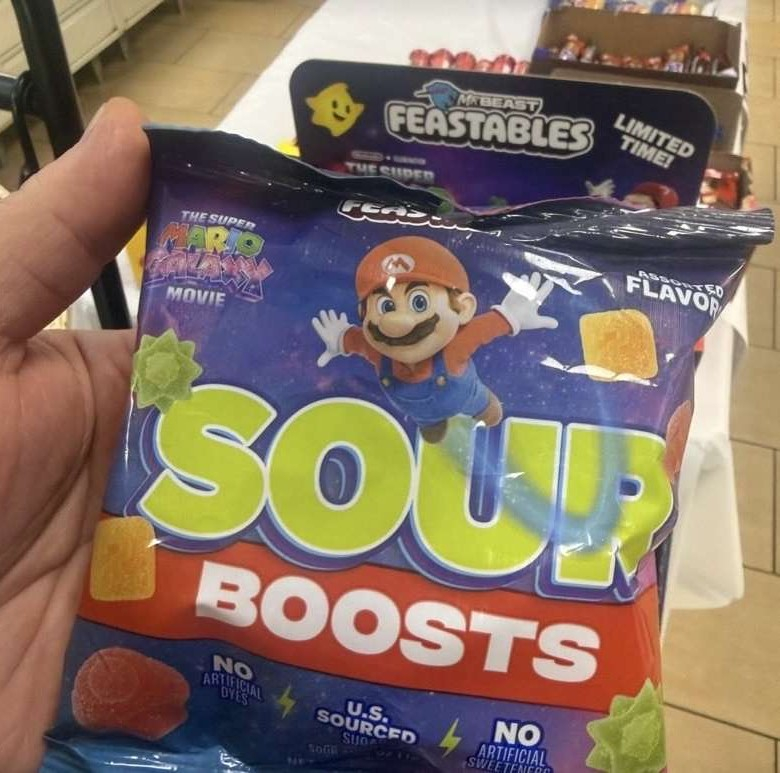 MRBEAST
FEASTABLES
LIMITED
TIME!
THE SUPER
THE SUPER
MARIO
GALAXY
MOVIE
M
ASSORTED
FLAVOR
SOUR
BOOSTS
NO
ARTIFICIAL
DYES
U.S.
SOURCED
NO
ARTIFICIAL
SWEETENERS